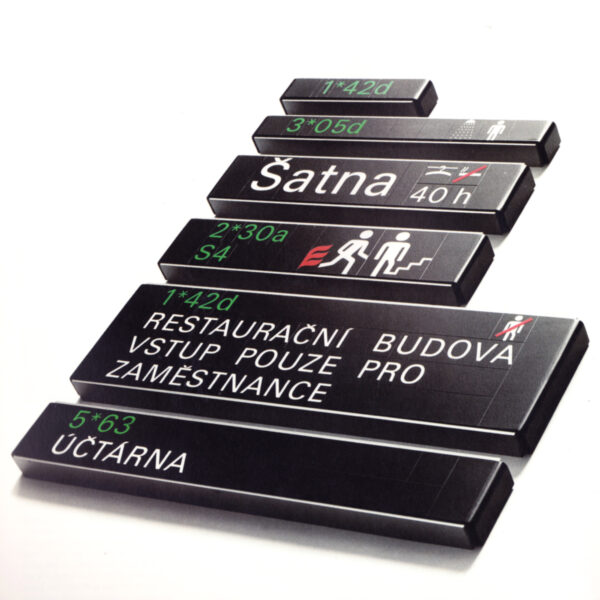 1*42d
3*05d
Šatna
40 h
2*30a
S4
1*42d
RESTAURAČNÍ BUDOVA
VSTUP POUZE PRO
ZAMĚSTNANCE
5*63
ÚČTÁRNA